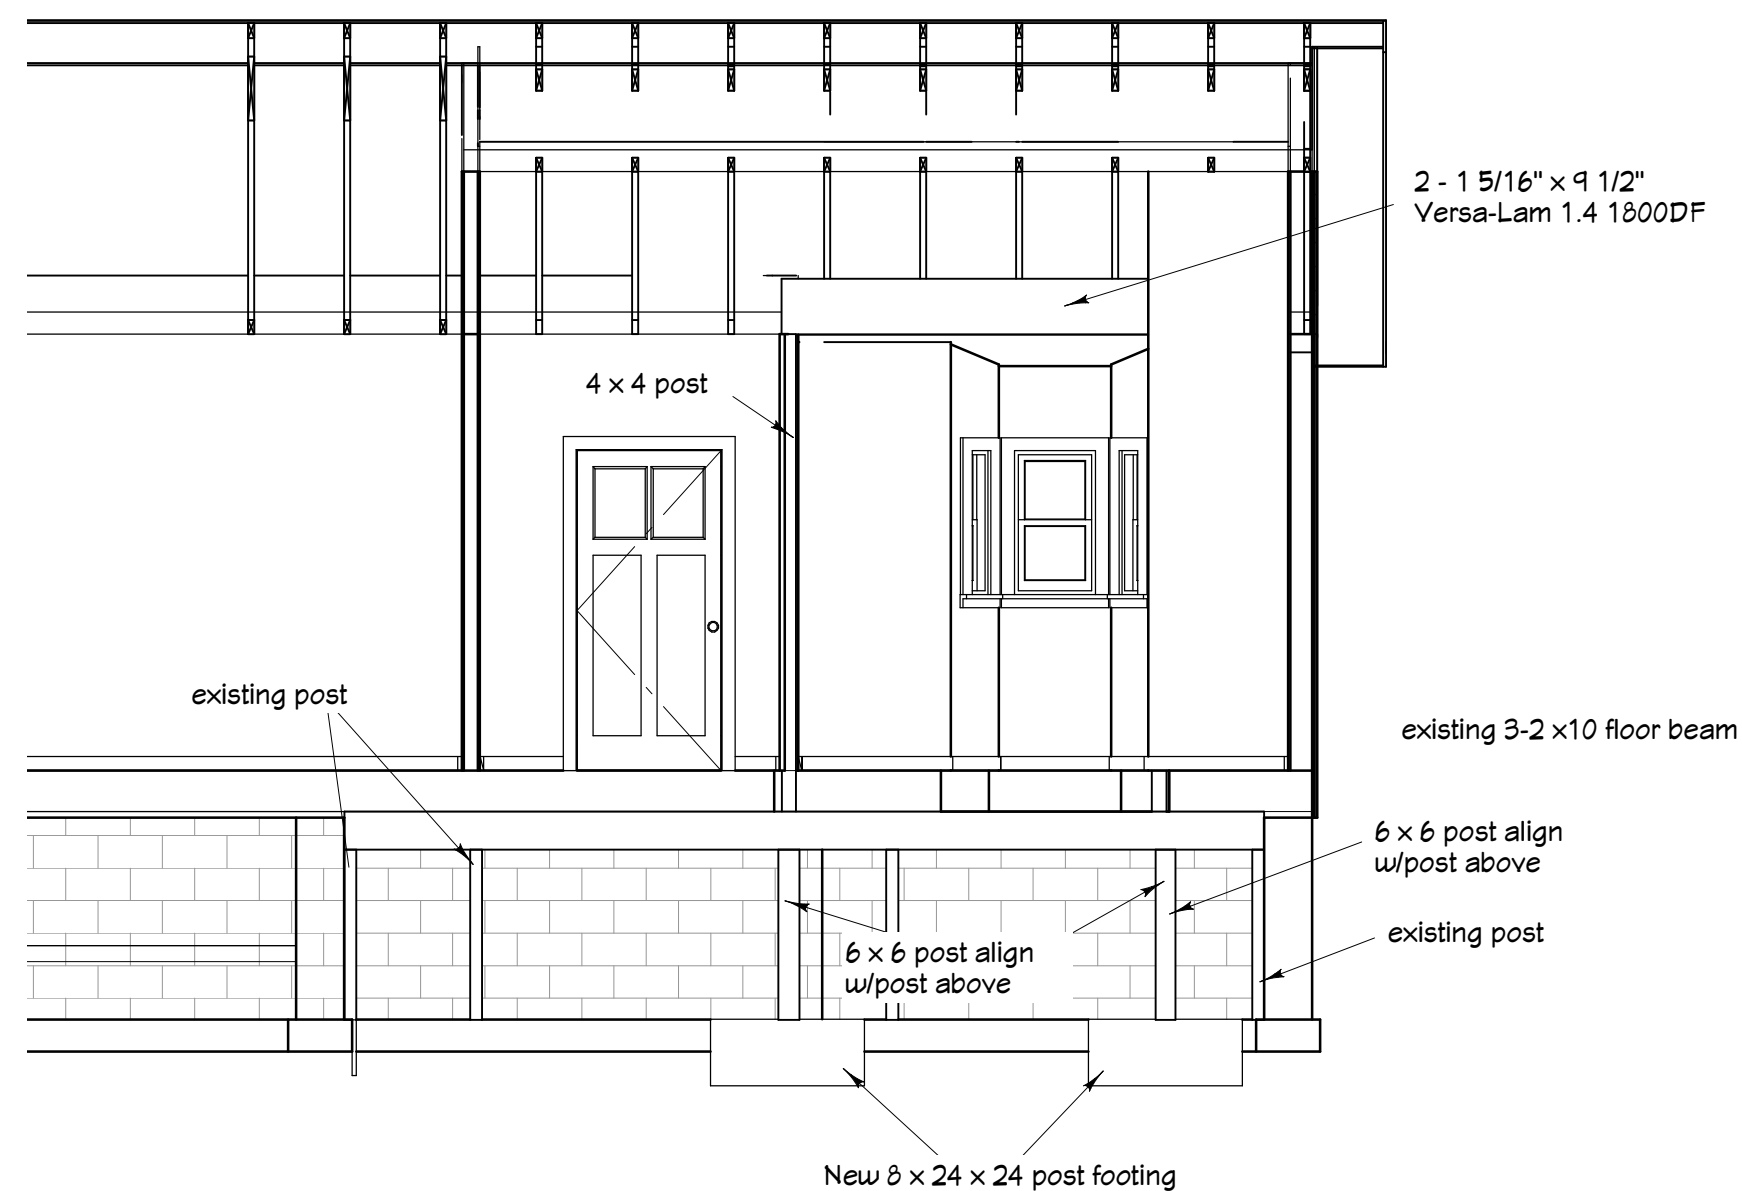 2 - 1 5/16" x 9 1/2"
Versa-Lam 1.4 1800DF
4 x 4 post
existing post
existing 3-2 x10 floor beam
6 x 6 post align
w/post above
existing post
6 x 6 post align
w/post above
New 8 x 24 x 24 post footing